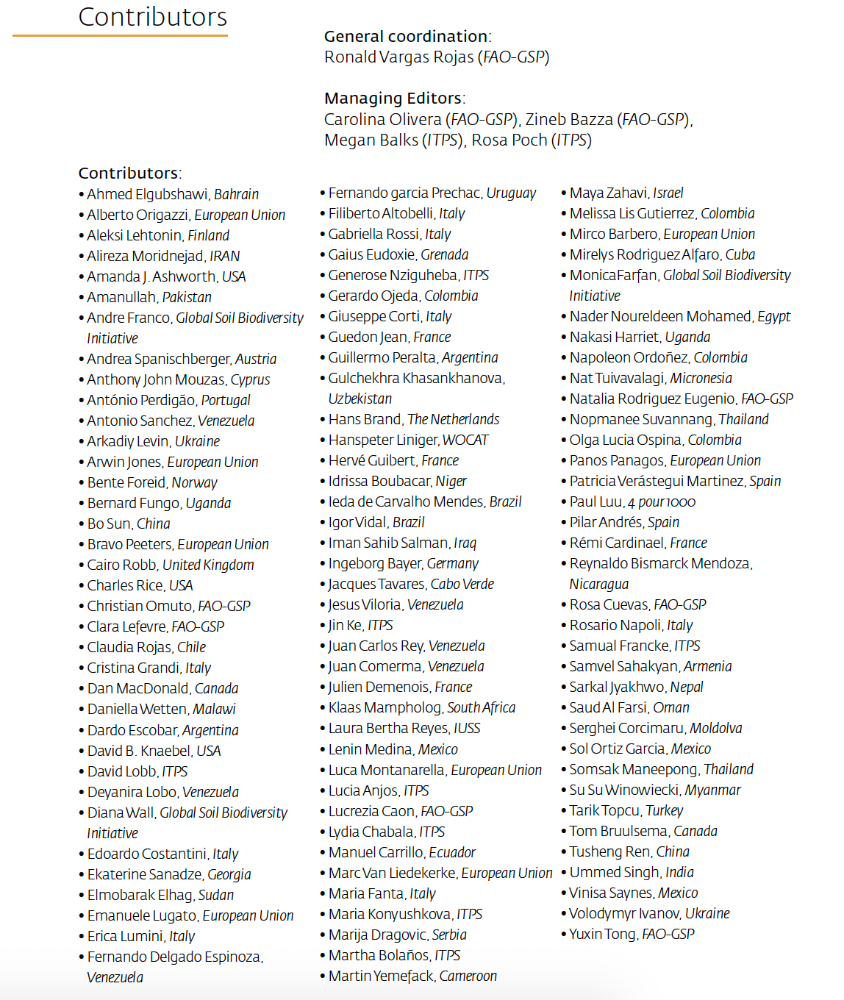 Contributors
General coordination:
Ronald Vargas Rojas (FAO-GSP)
Managing Editors:
Carolina Olivera (FAO-GSP), Zineb Bazza (FAO-GSP),
Megan Balks (ITPS), Rosa Poch (ITPS)
Contributors:
• Ahmed Elgubshawi, Bahrain
• Alberto Origazzi, European Union
• Aleksi Lehtonin, Finland
• Alireza Moridnejad, IRAN
• Amanda J. Ashworth, USA
• Amanullah, Pakistan
• Andre Franco, Global Soil Biodiversity
Initiative
• Andrea Spanischberger, Austria
• Anthony John Mouzas, Cyprus
• António Perdigão, Portugal
• Antonio Sanchez, Venezuela
• Arkadiy Levin, Ukraine
• Arwin Jones, European Union
• Bente Foreid, Norway
• Bernard Fungo, Uganda
• Bo Sun, China
• Bravo Peeters, European Union
• Cairo Robb, United Kingdom
• Charles Rice, USA
• Christian Omuto, FAO-GSP
• Clara Lefevre, FAO-GSP
• Claudia Rojas, Chile
• Cristina Grandi, Italy
• Dan MacDonald, Canada
• Daniella Wetten, Malawi
• Dardo Escobar, Argentina
• David B. Knaebel, USA
• David Lobb, ITPS
• Deyanira Lobo, Venezuela
• Diana Wall, Global Soil Biodiversity
Initiative
• Edoardo Costantini, Italy
• Ekaterine Sanadze, Georgia
• Elmobarak Elhag, Sudan
• Emanuele Lugato, European Union
• Erica Lumini, Italy
• Fernando Delgado Espinoza,
Venezuela
• Fernando garcia Prechac, Uruguay
• Filiberto Altobelli, Italy
• Gabriella Rossi, Italy
• Gaius Eudoxie, Grenada
• Generose Nziguheba, ITPS
• Gerardo Ojeda, Colombia
• Giuseppe Corti, Italy
• Guedon Jean, France
• Guillermo Peralta, Argentina
• Gulchekhra Khasankhanova,
Uzbekistan
• Hans Brand, The Netherlands
• Hanspeter Liniger, WOCAT
• Hervé Guibert, France
• Idrissa Boubacar, Niger
• Ieda de Carvalho Mendes, Brazil
• Igor Vidal, Brazil
• Iman Sahib Salman, Iraq
• Ingeborg Bayer, Germany
• Jacques Tavares, Cabo Verde
• Jesus Viloria, Venezuela
• Jin Ke, ITPS
• Juan Carlos Rey, Venezuela
• Juan Comerma, Venezuela
• Julien Demenois, France
• Klaas Mampholog, South Africa
• Laura Bertha Reyes, IUSS
• Lenin Medina, Mexico
• Luca Montanarella, European Union
• Lucia Anjos, ITPS
• Lucrezia Caon, FAO-GSP
• Lydia Chabala, ITPS
• Manuel Carrillo, Ecuador
• Marc Van Liedekerke, European Union
• Maria Fanta, Italy
• Maria Konyushkova, ITPS
• Marija Dragovic, Serbia
• Martha Bolaños, ITPS
• Martin Yemefack, Cameroon
• Maya Zahavi, Israel
• Melissa Lis Gutierrez, Colombia
• Mirco Barbero, European Union
• Mirelys Rodriguez Alfaro, Cuba
• MonicaFarfan, Global Soil Biodiversity
Initiative
• Nader Noureldeen Mohamed, Egypt
• Nakasi Harriet, Uganda
• Napoleon Ordoñez, Colombia
• Nat Tuivavalagi, Micronesia
• Natalia Rodriguez Eugenio, FAO-GSP
• Nopmanee Suvannang, Thailand
• Olga Lucia Ospina, Colombia
• Panos Panagos, European Union
• Patricia Verástegui Martinez, Spain
• Paul Luu, 4 pour 1000
• Pilar Andrés, Spain
• Rémi Cardinael, France
• Reynaldo Bismarck Mendoza,
Nicaragua
• Rosa Cuevas, FAO-GSP
• Rosario Napoli, Italy
• Samual Francke, ITPS
• Samvel Sahakyan, Armenia
• Sarkal Jyakhwo, Nepal
• Saud Al Farsi, Oman
• Serghei Corcimaru, Moldolva
• Sol Ortiz Garcia, Mexico
• Somsak Maneepong, Thailand
• Su Su Winowiecki, Myanmar
• Tarik Topcu, Turkey
• Tom Bruulsema, Canada
• Tusheng Ren, China
• Ummed Singh, India
• Vinisa Saynes, Mexico
• Volodymyr Ivanov, Ukraine
• Yuxin Tong, FAO-GSP